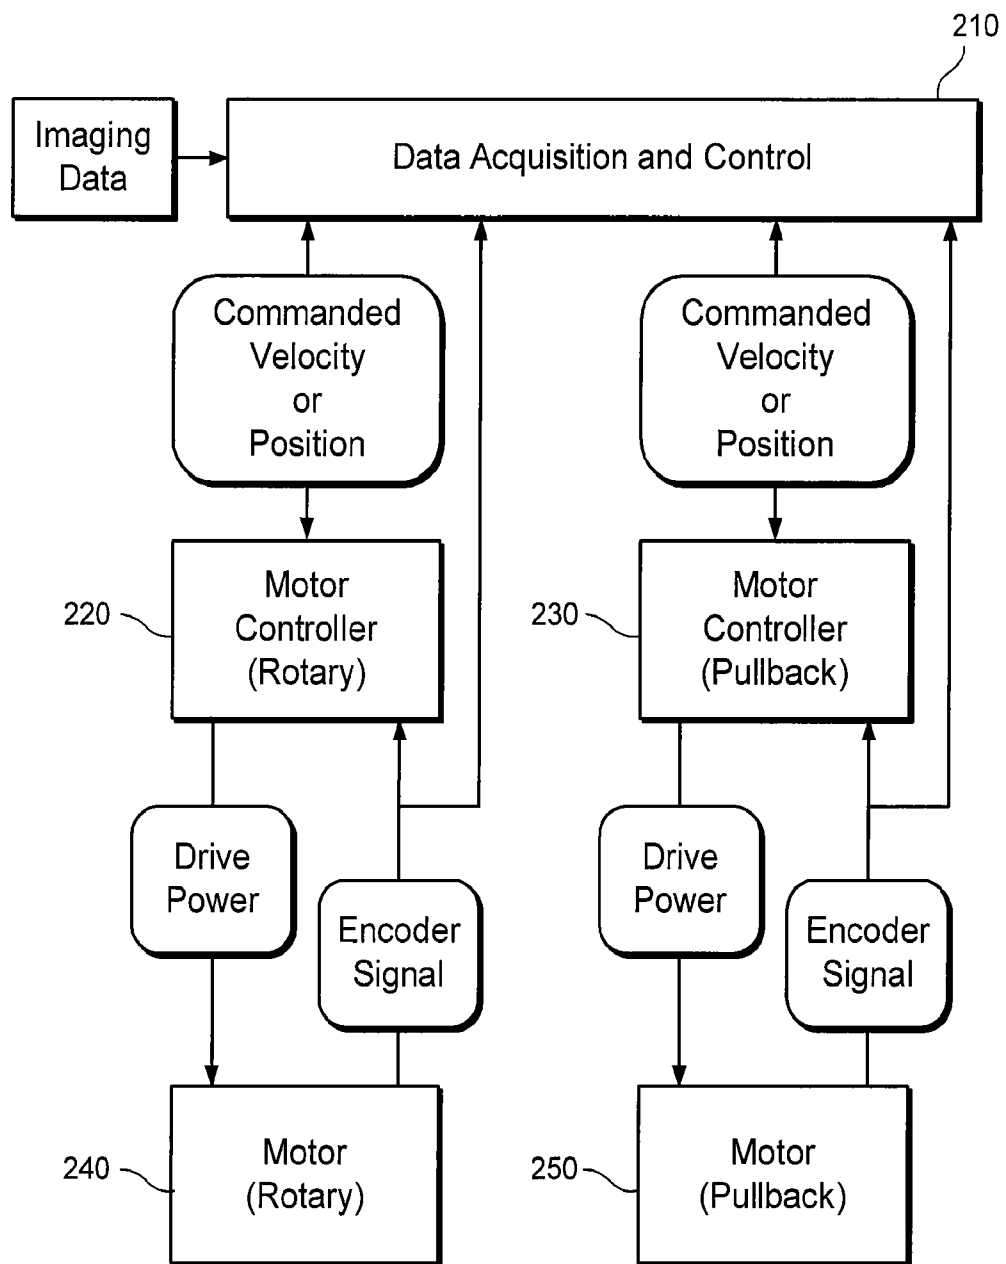 210
Imaging
Data
Data Acquisition and Control
Commanded
Velocity
or
Position
Commanded
Velocity
or
Position
220
Motor
Controller
(Rotary)
230
Motor
Controller
(Pullback)
Drive
Power
Encoder
Signal
Drive
Power
Encoder
Signal
240
Motor
(Rotary)
250
Motor
(Pullback)